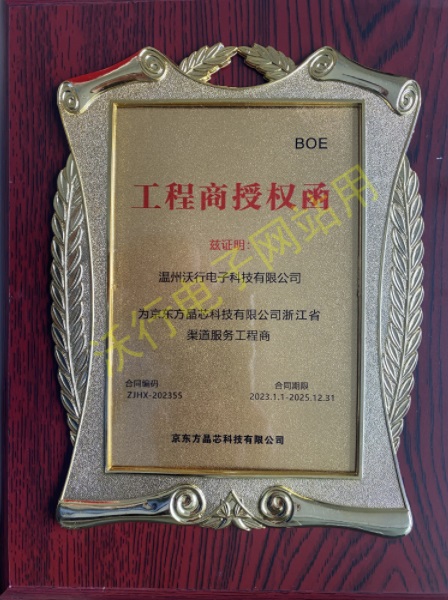 BOE
工程商授权函
兹证明：
温州沃行电子科技有限公司
为京东方晶芯科技有限公司浙江省
渠道服务工程商
合同编码
ZJHX-202355
合同期限
2023.1.1-2025.12.31
京东方晶芯科技有限公司
沃行电子网站用